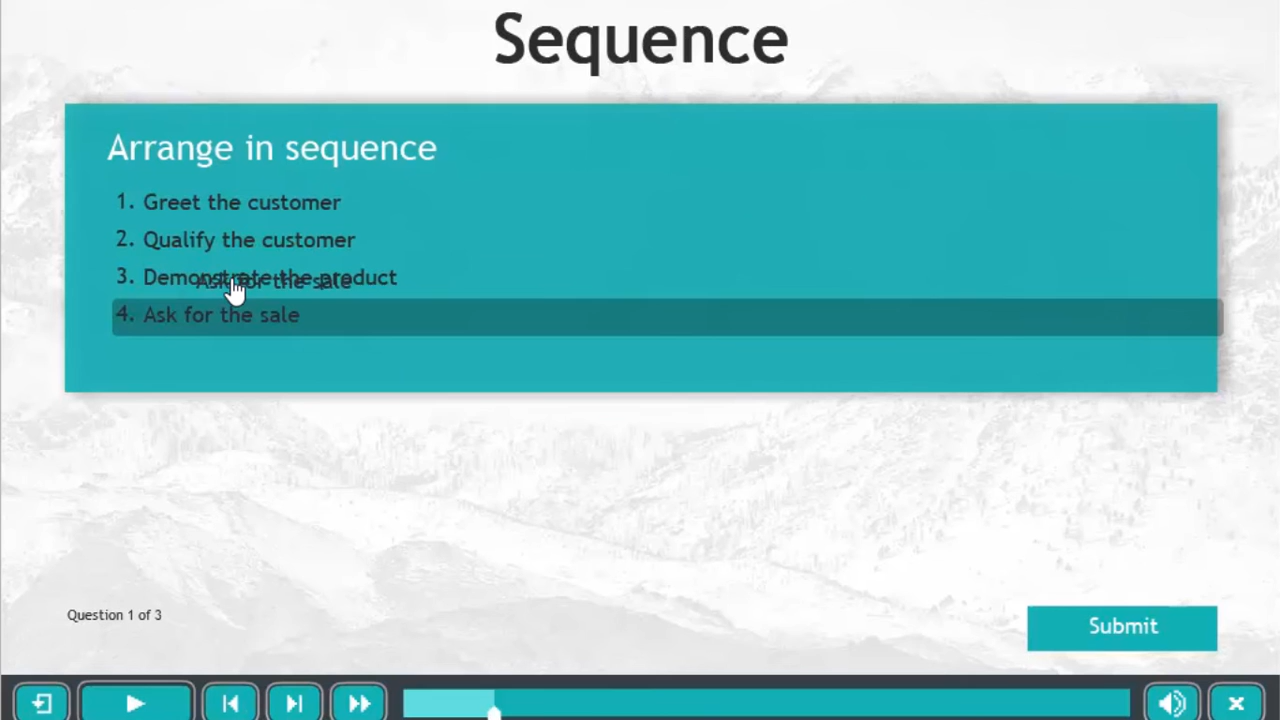 Sequence
Arrange in sequence
1. Greet the customer
2. Qualify the customer
3. Demonstrate the product
Ask for the sale
4. Ask for the sale
Question 1 of 3
Submit